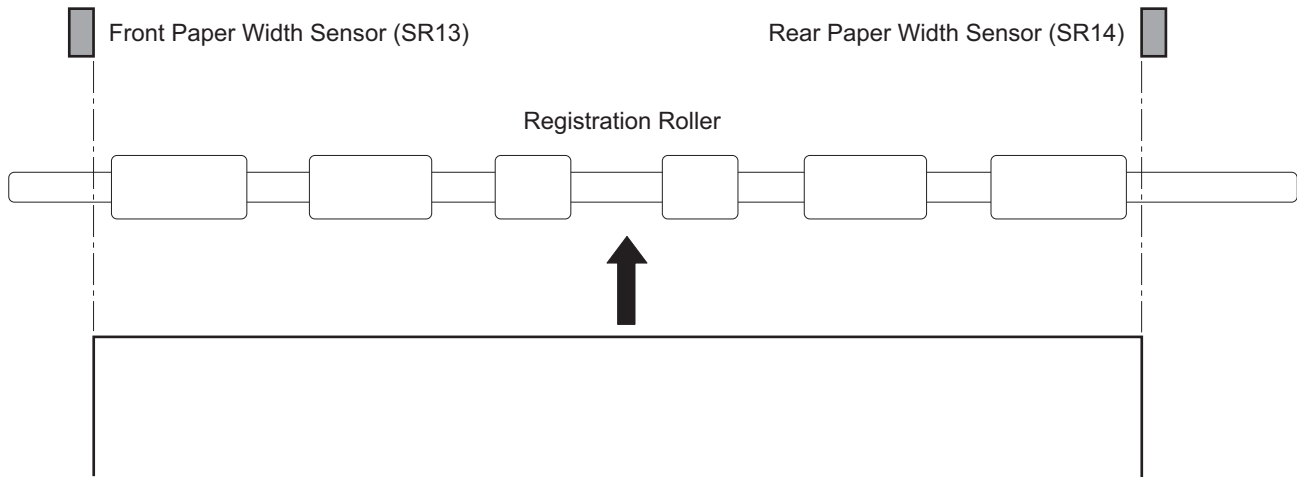 Front Paper Width Sensor (SR13)
Rear Paper Width Sensor (SR14)
Registration Roller